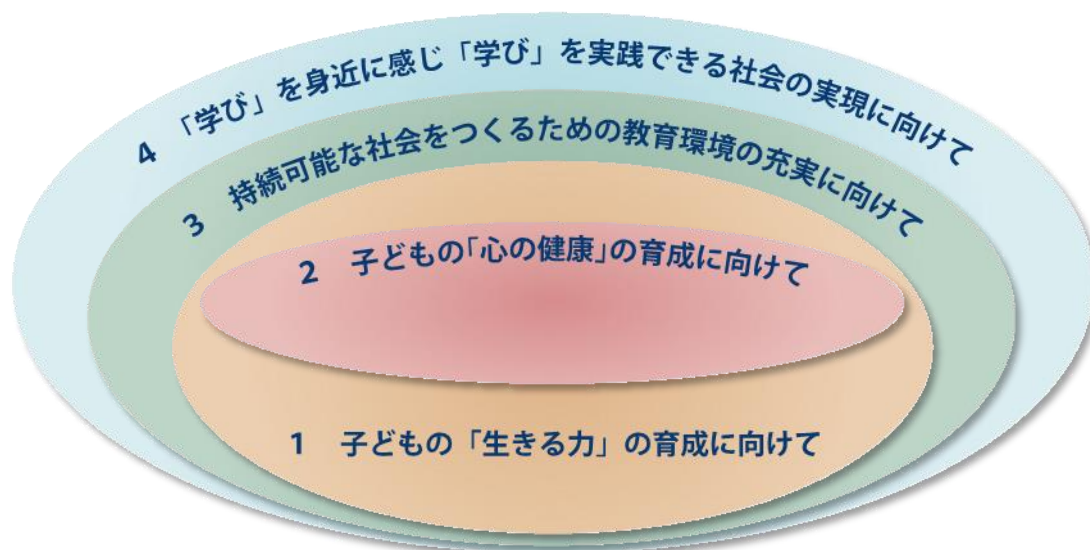 4 「学び」を身近に感じ「学び」を実践できる社会の実現に向けて
3 持続可能な社会をつくるための教育環境の充実に向けて
2 子どもの「心の健康」の育成に向けて
1 子どもの「生きる力」の育成に向けて